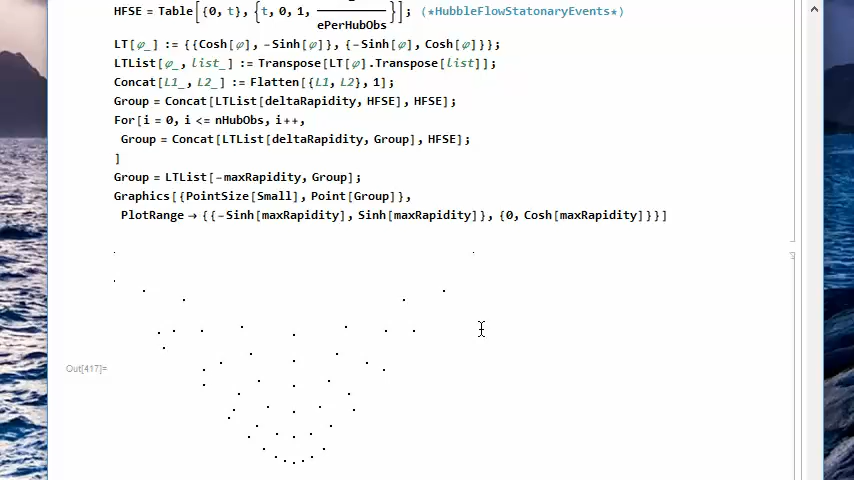 HFSE = Table[{0, t}, {t, 0, 1, ─── ePerHubObs}]; (*HubbleFlowStatonaryEvents*)
LT[φ_] := {{Cosh[φ], -Sinh[φ]}, {-Sinh[φ], Cosh[φ]}};
LTList[φ_, list_] := Transpose[LT[φ].Transpose[list]];
Concat[L1_, L2_] := Flatten[{L1, L2}, 1];
Group = Concat[LTList[deltaRapidity, HFSE], HFSE];
For[i = 0, i <= nHubObs, i++,
Group = Concat[LTList[deltaRapidity, Group], HFSE];
]
Group = LTList[-maxRapidity, Group];
Graphics[{PointSize[Small], Point[Group]},
PlotRange → {{-Sinh[maxRapidity], Sinh[maxRapidity]}, {0, Cosh[maxRapidity]}}]
Out[417]=